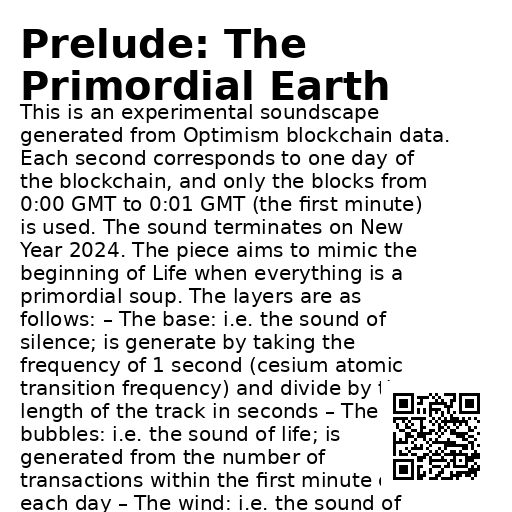 Prelude: The
Primordial Earth
This is an experimental soundscape
generated from Optimism blockchain data.
Each second corresponds to one day of
the blockchain, and only the blocks from
0:00 GMT to 0:01 GMT (the first minute)
is used. The sound terminates on New
Year 2024. The piece aims to mimic the
beginning of Life when everything is a
primordial soup. The layers are as
follows: – The base: i.e. the sound of
silence; is generate by taking the
frequency of 1 second (cesium atomic
transition frequency) and divide by
length of the track in seconds – The
bubbles: i.e. the sound of life; is
generated from the number of
transactions within the first minute
each day – The wind: i.e. the sound of